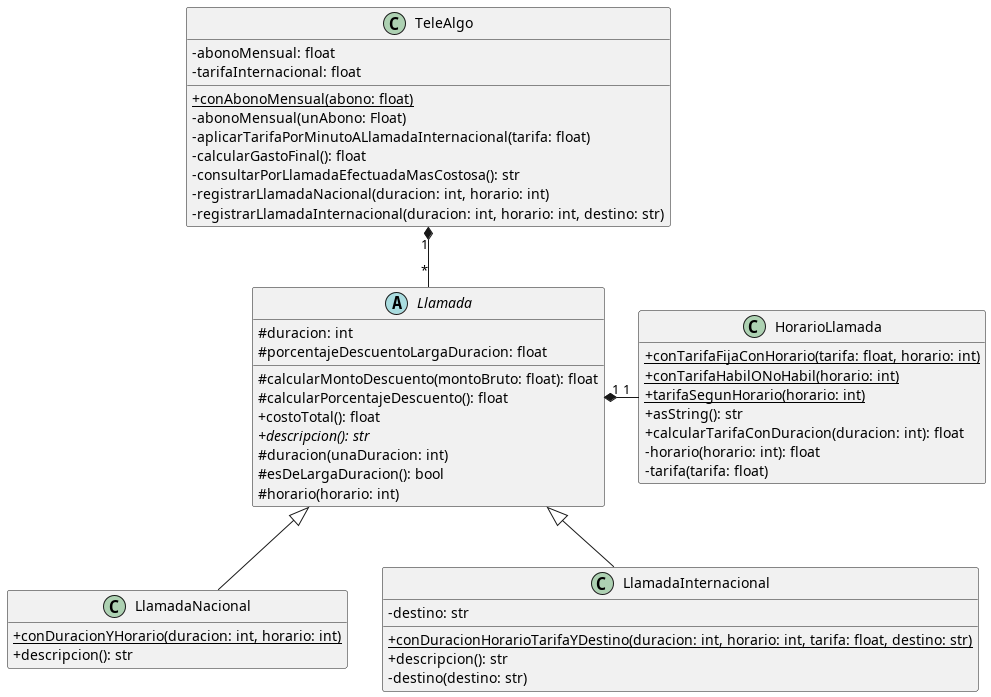 C TeleAlgo
-abonoMensual: float
-tarifaInternacional: float
+conAbonoMensual(abono: float)
-abonoMensual(unAbono: Float)
-aplicarTarifaPorMinutoALlamadaInternacional(tarifa: float)
-calcularGastoFinal(): float
-consultarPorLlamadaEfectuadaMasCostosa(): str
-registrarLlamadaNacional(duracion: int, horario: int)
-registrarLlamadaInternacional(duracion: int, horario: int, destino: str)
1
*
A Llamada
#duracion: int
#porcentajeDescuentoLargaDuracion: float
#calcularMontoDescuento(montoBruto: float): float
#calcularPorcentajeDescuento(): float
+costoTotal(): float
+descripcion(): str
#duracion(unaDuracion: int)
#esDeLargaDuracion(): bool
#horario(horario: int)
1 1
C HorarioLlamada
+conTarifaFijaConHorario(tarifa: float, horario: int)
+conTarifaHabilONoHabil(horario: int)
+tarifaSegunHorario(horario: int)
+asString(): str
+calcularTarifaConDuracion(duracion: int): float
-horario(horario: int): float
-tarifa(tarifa: float)
C LlamadaNacional
+conDuracionYHorario(duracion: int, horario: int)
+descripcion(): str
C LlamadaInternacional
-destino: str
+conDuracionHorarioTarifaYDestino(duracion: int, horario: int, tarifa: float, destino: str)
+descripcion(): str
-destino(destino: str)